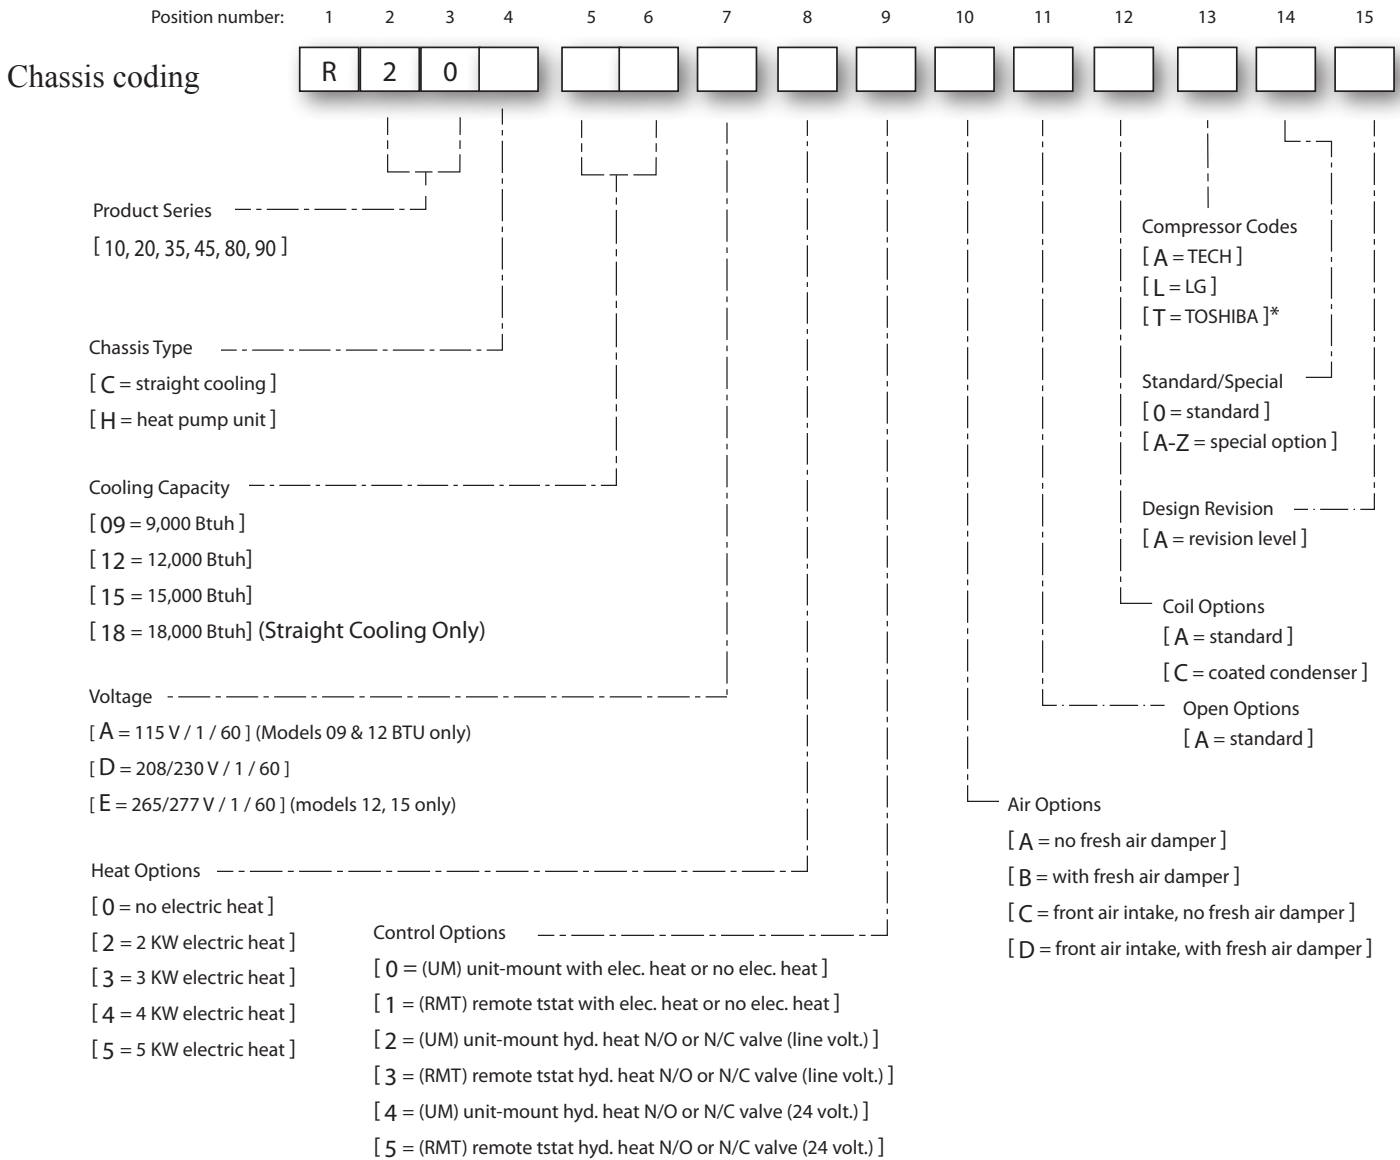 Position number: 1 2 3 4 5 6 7 8 9 10 11 12 13 14 15
Chassis coding R 2 0
Product Series
[ 10, 20, 35, 45, 80, 90 ]
Chassis Type
[ C = straight cooling ]
[ H = heat pump unit ]
Cooling Capacity
[ 09 = 9,000 Btuh ]
[ 12 = 12,000 Btuh]
[ 15 = 15,000 Btuh]
[ 18 = 18,000 Btuh] (Straight Cooling Only)
Voltage
[ A = 115 V / 1 / 60 ] (Models 09 & 12 BTU only)
[ D = 208/230 V / 1 / 60 ]
[ E = 265/277 V / 1 / 60 ] (models 12, 15 only)
Heat Options
[ 0 = no electric heat ]
[ 2 = 2 KW electric heat ]
[ 3 = 3 KW electric heat ]
[ 4 = 4 KW electric heat ]
[ 5 = 5 KW electric heat ]
Control Options
[ 0 = (UM) unit-mount with elec. heat or no elec. heat ]
[ 1 = (RMT) remote tstat with elec. heat or no elec. heat ]
[ 2 = (UM) unit-mount hyd. heat N/O or N/C valve (line volt.) ]
[ 3 = (RMT) remote tstat hyd. heat N/O or N/C valve (line volt.) ]
[ 4 = (UM) unit-mount hyd. heat N/O or N/C valve (24 volt.) ]
[ 5 = (RMT) remote tstat hyd. heat N/O or N/C valve (24 volt.) ]
Compressor Codes
[ A = TECH ]
[ L = LG ]
[ T = TOSHIBA ]*
Standard/Special
[ 0 = standard ]
[ A-Z = special option ]
Design Revision
[ A = revision level ]
Coil Options
[ A = standard ]
[ C = coated condenser ]
Open Options
[ A = standard ]
Air Options
[ A = no fresh air damper ]
[ B = with fresh air damper ]
[ C = front air intake, no fresh air damper ]
[ D = front air intake, with fresh air damper ]